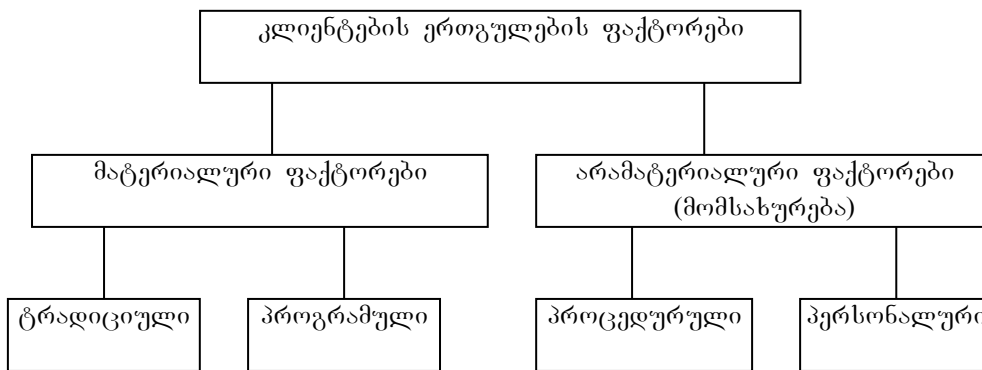 კლიენტების ერთგულების ფაქტორები
მატერიალური ფაქტორები
არამატერიალური ფაქტორები
(მომსახურება)
ტრადიციული
პროგრამული
პროცედურული
პერსონალური